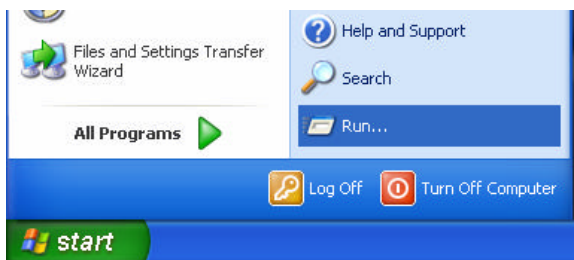 Files and Settings Transfer
Wizard
All Programs
Help and Support
Search
Run...
Log Off
Turn Off Computer
start